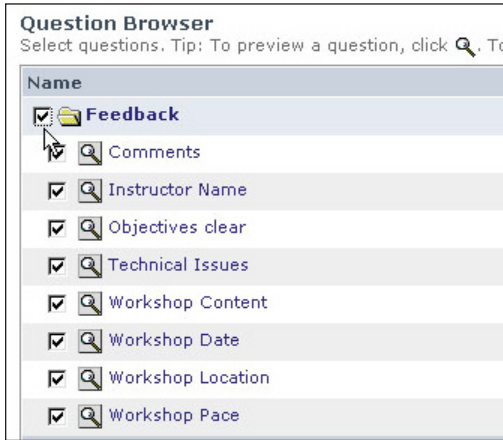 Question Browser
Select questions. Tip: To preview a question, click . To
Name
Feedback
Comments
Instructor Name
Objectives clear
Technical Issues
Workshop Content
Workshop Date
Workshop Location
Workshop Pace